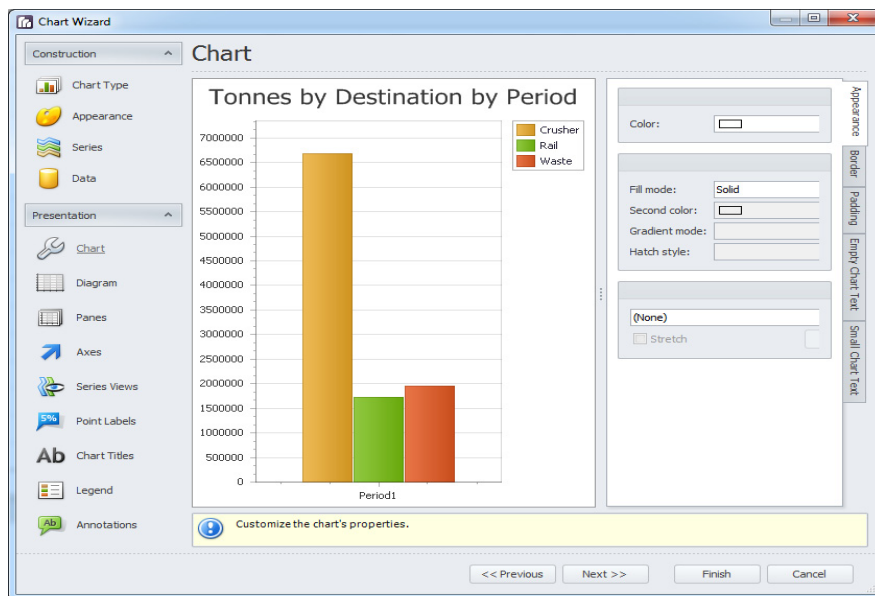 Chart Wizard
Construction
Chart Type
Appearance
Series
Data
Presentation
Chart
Diagram
Panes
Axes
Series Views
5%
Point Labels
Ab
Chart Titles
Legend
Ab
Annotations
Chart
Tonnes by Destination by Period
7000000
6500000
6000000
5500000
5000000
4500000
4000000
3500000
3000000
2500000
2000000
1500000
1000000
500000
0
Period1
Crusher
Rail
Waste
Color:
Fill mode: Solid
Second color:
Gradient mode:
Hatch style:
(None)
Stretch
Appearance
Border
Padding
Empty Chart Text
Small Chart Text
Customize the chart's properties.
<< Previous
Next >>
Finish
Cancel